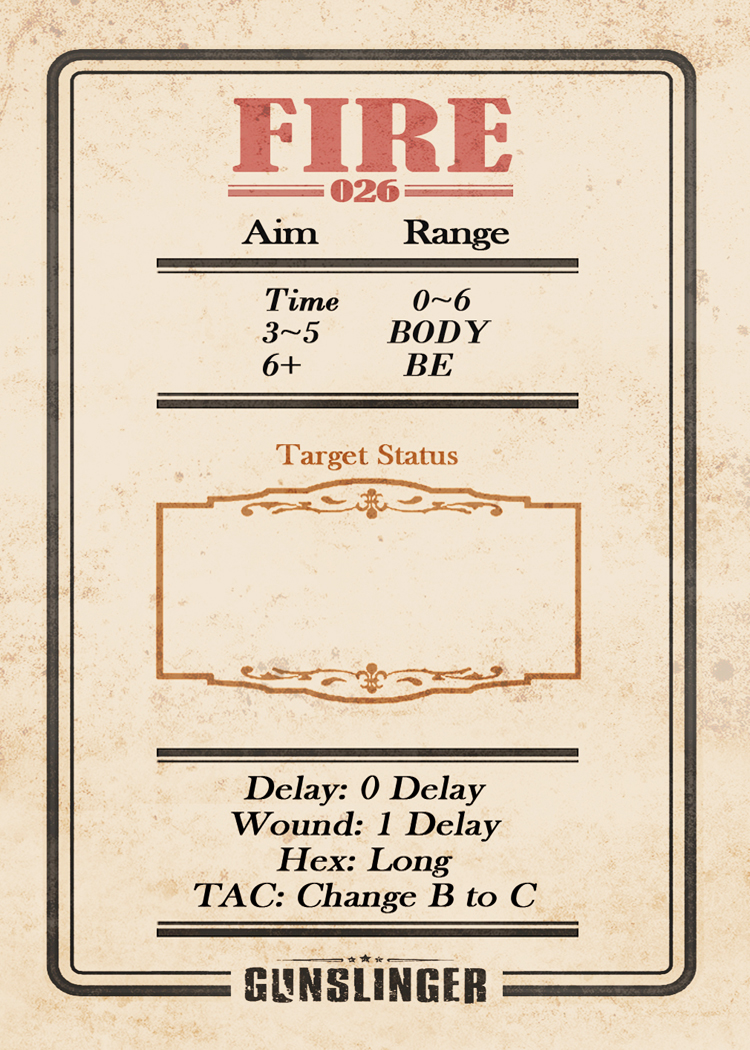 FIRE
026
Aim Range
Time 0~6
3~5 BODY
6+ BE
Target Status
Delay: 0 Delay
Wound: 1 Delay
Hex: Long
TAC: Change B to C
GUNSLINGER